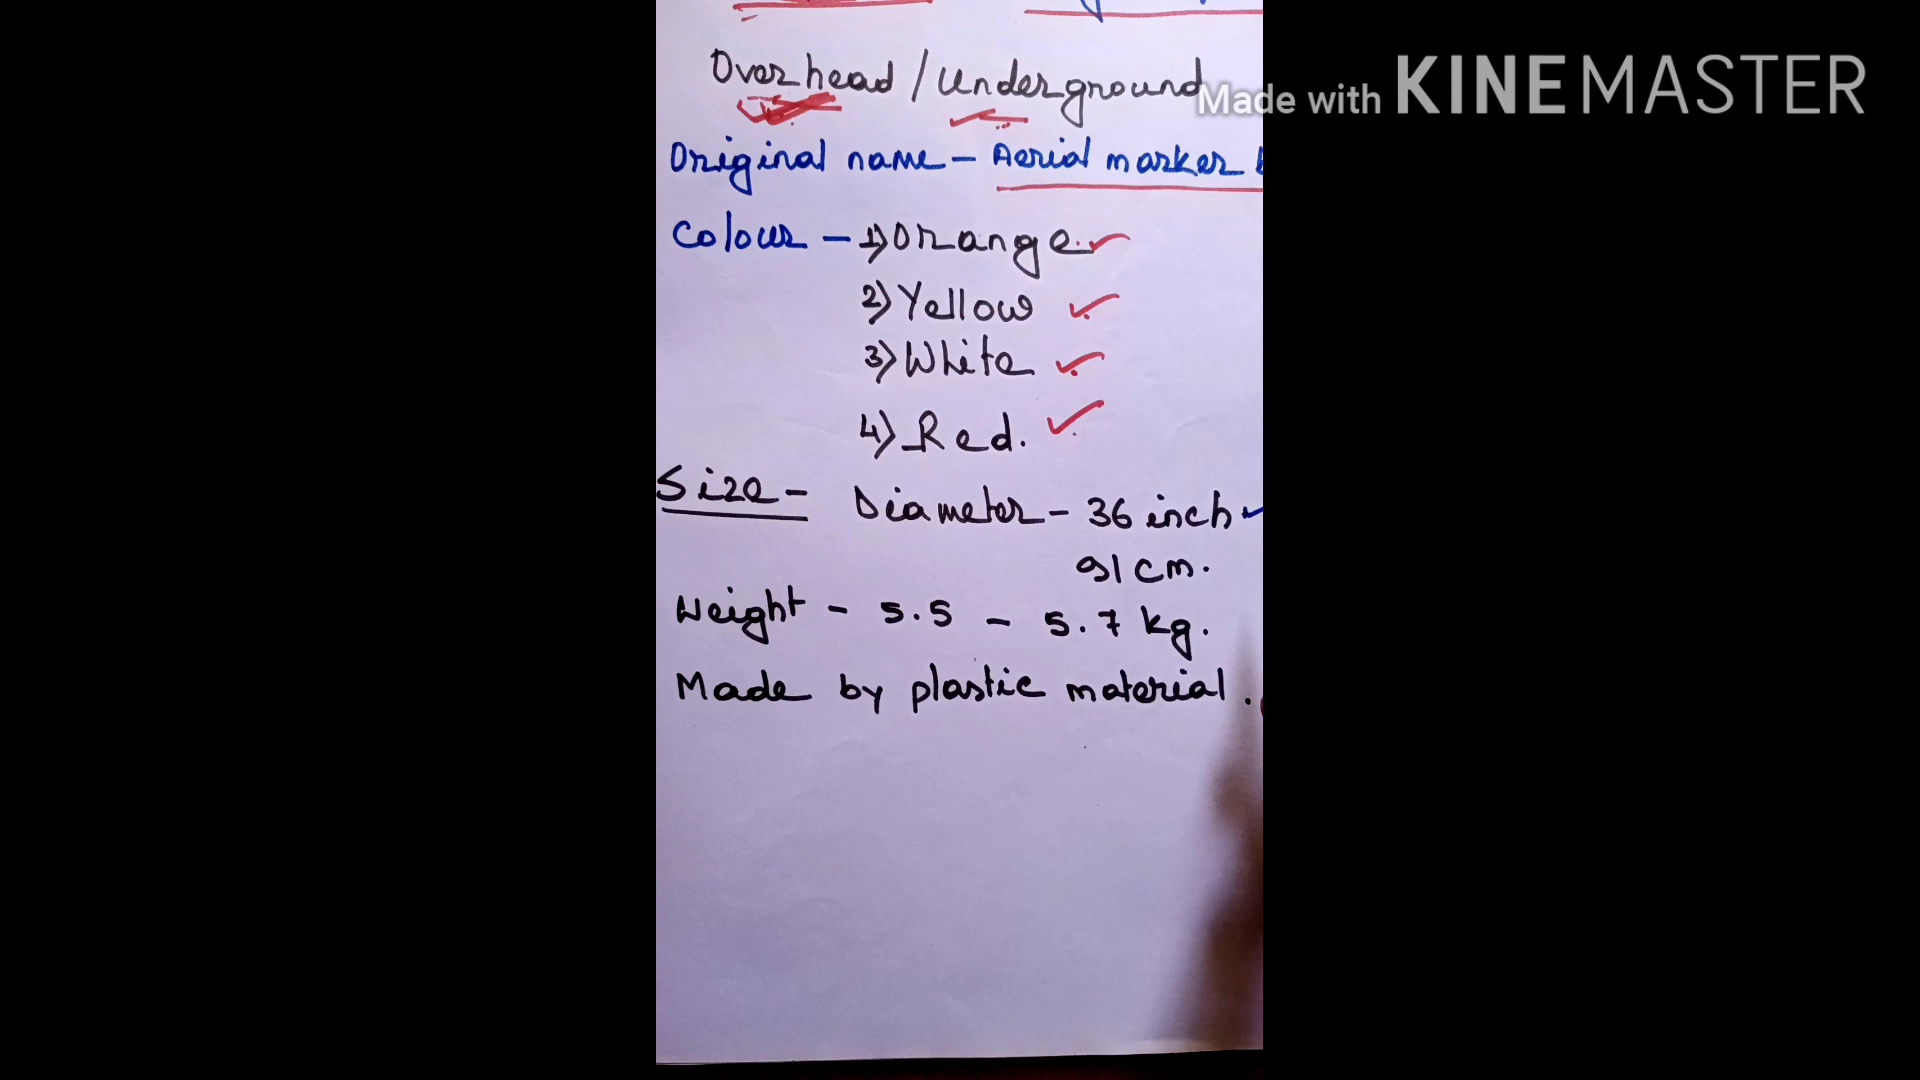 Overhead / Underground
Made with KINEMASTER
Original name - Aerial marker
Colour - 1) Orange.
2) Yellow
3) White
4) Red.
Size - Diameter - 36 inch
91 cm.
Weight - 5.5 - 5.7 kg.
Made by plastic material.